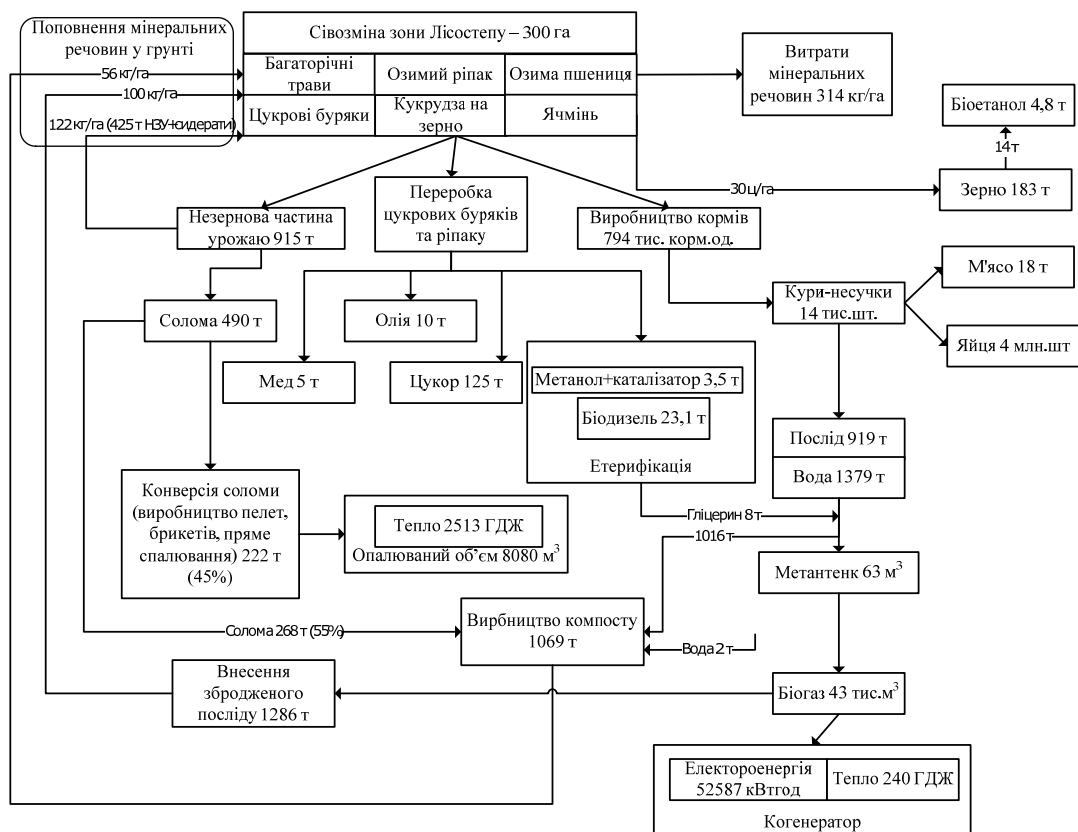 Поповнення мінеральних
речовин у грунті
56 кг/га
100 кг/га
122 кг/га (425 т НЗУ+сидерати)
Сівозміна зони Лісостепу – 300 га
Багаторічні
трави
Озимий ріпак
Озима пшениця
Цукрові буряки
Кукрудза на
зерно
Ячмінь
Витрати
мінеральних
речовин 314 кг/га
Біоетанол 4,8 т
14 т
30 ц/га
Зерно 183 т
Незернова частина
урожаю 915 т
Переробка
цукрових буряків
та ріпаку
Виробництво кормів
794 тис. корм.од.
М'ясо 18 т
Кури-несучки
14 тис.шт.
Яйця 4 млн.шт
Солома 490 т
Олія 10 т
Мед 5 т
Цукор 125 т
Метанол+каталізатор 3,5 т
Біодизель 23,1 т
Етерифікація
Послід 919 т
Вода 1379 т
Конверсія соломи
(виробництво пелет,
брикетів, пряме
спалювання) 222 т
(45%)
Тепло 2513 ГДЖ
Опалюваний об’єм 8080 м³
Гліцерин 8 т
1016 т
Метантенк 63 м³
Солома 268 т (55%)
Вирбництво компосту
1069 т
Вода 2 т
Внесення
збродженого
посліду 1286 т
Біогаз 43 тис.м³
Електороенергія
52587 кВтгод
Тепло 240 ГДЖ
Когенератор